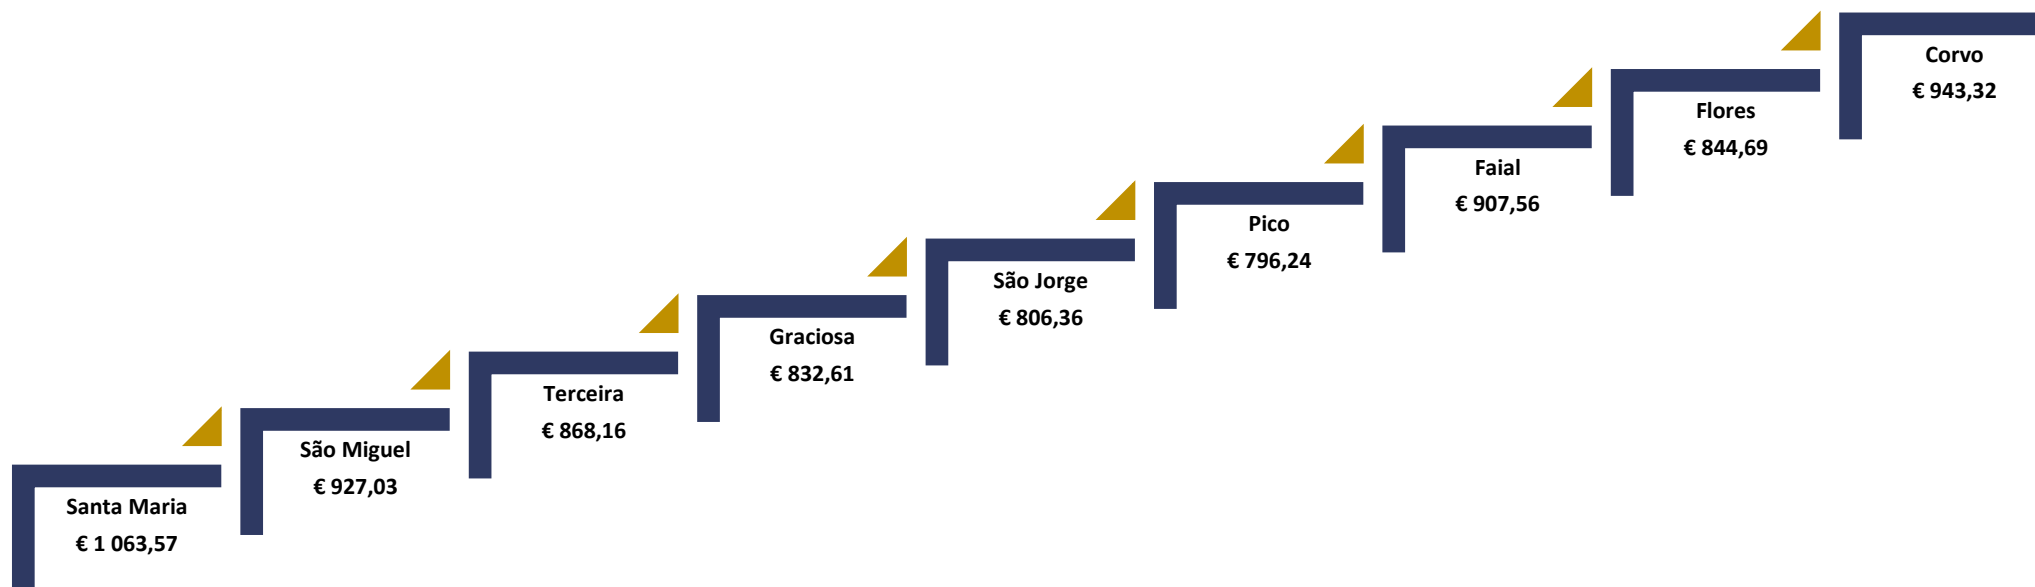 Santa Maria
€ 1 063,57
São Miguel
€ 927,03
Terceira
€ 868,16
Graciosa
€ 832,61
São Jorge
€ 806,36
Pico
€ 796,24
Faial
€ 907,56
Flores
€ 844,69
Corvo
€ 943,32